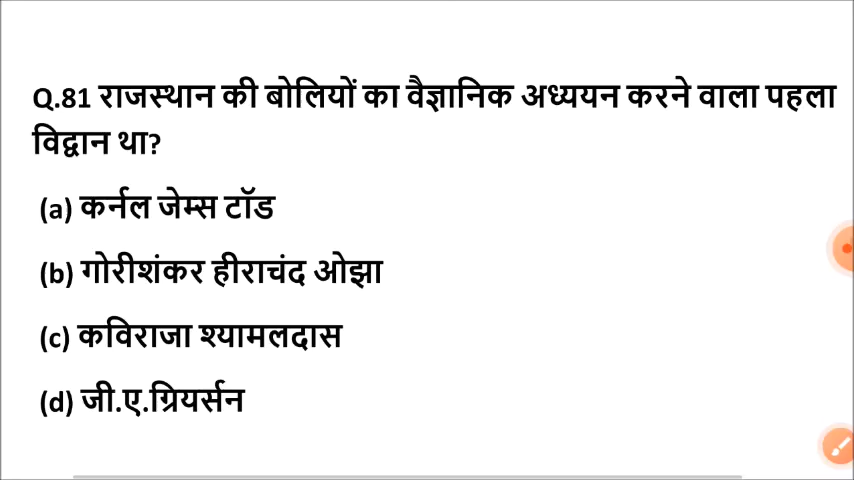 Q.81 राजस्थान की बोलियों का वैज्ञानिक अध्ययन करने वाला पहला
विद्वान था?
(a) कर्नल जेम्स टॉड
(b) गोरीशंकर हीराचंद ओझा
(c) कविराजा श्यामलदास
(d) जी.ए.ग्रियर्सन